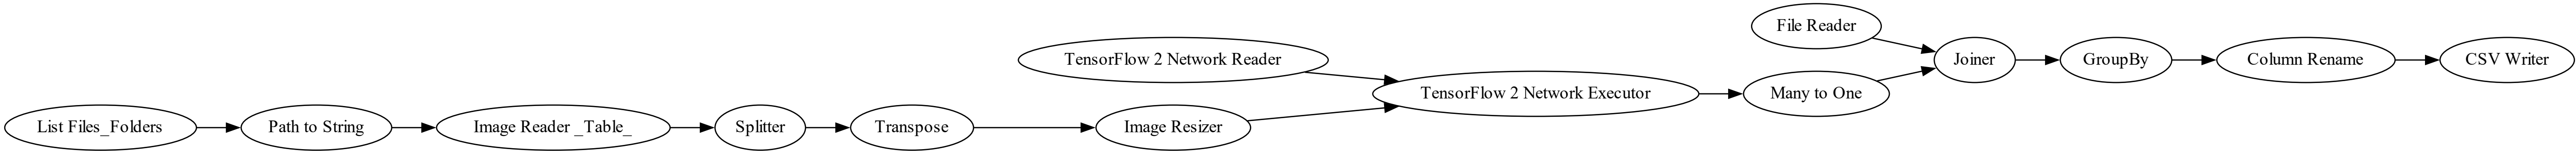 List Files_Folders
Path to String
Image Reader _Table_
Splitter
Transpose
Image Resizer
TensorFlow 2 Network Reader
TensorFlow 2 Network Executor
Many to One
File Reader
Joiner
GroupBy
Column Rename
CSV Writer